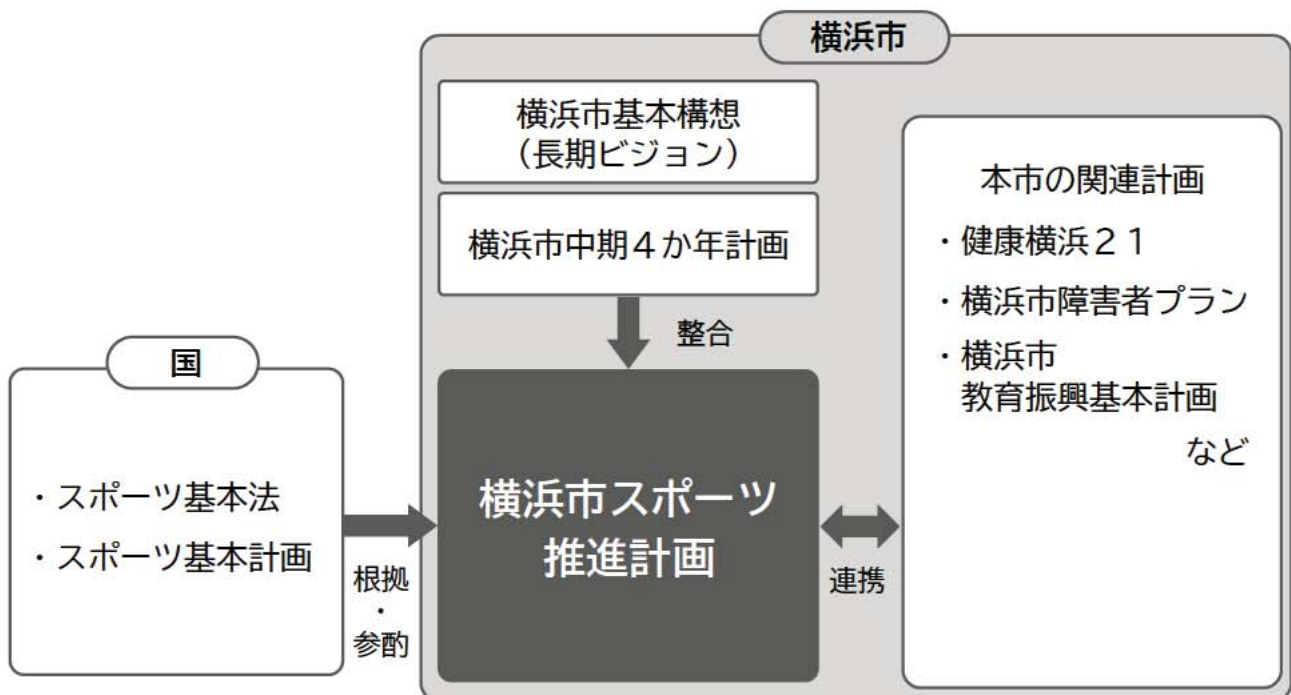 横浜市
横浜市基本構想
（長期ビジョン）
横浜市中期４か年計画
整合
国
・スポーツ基本法
・スポーツ基本計画
根拠
・
参酌
横浜市スポーツ
推進計画
連携
本市の関連計画
・健康横浜２１
・横浜市障害者プラン
・横浜市
教育振興基本計画
など